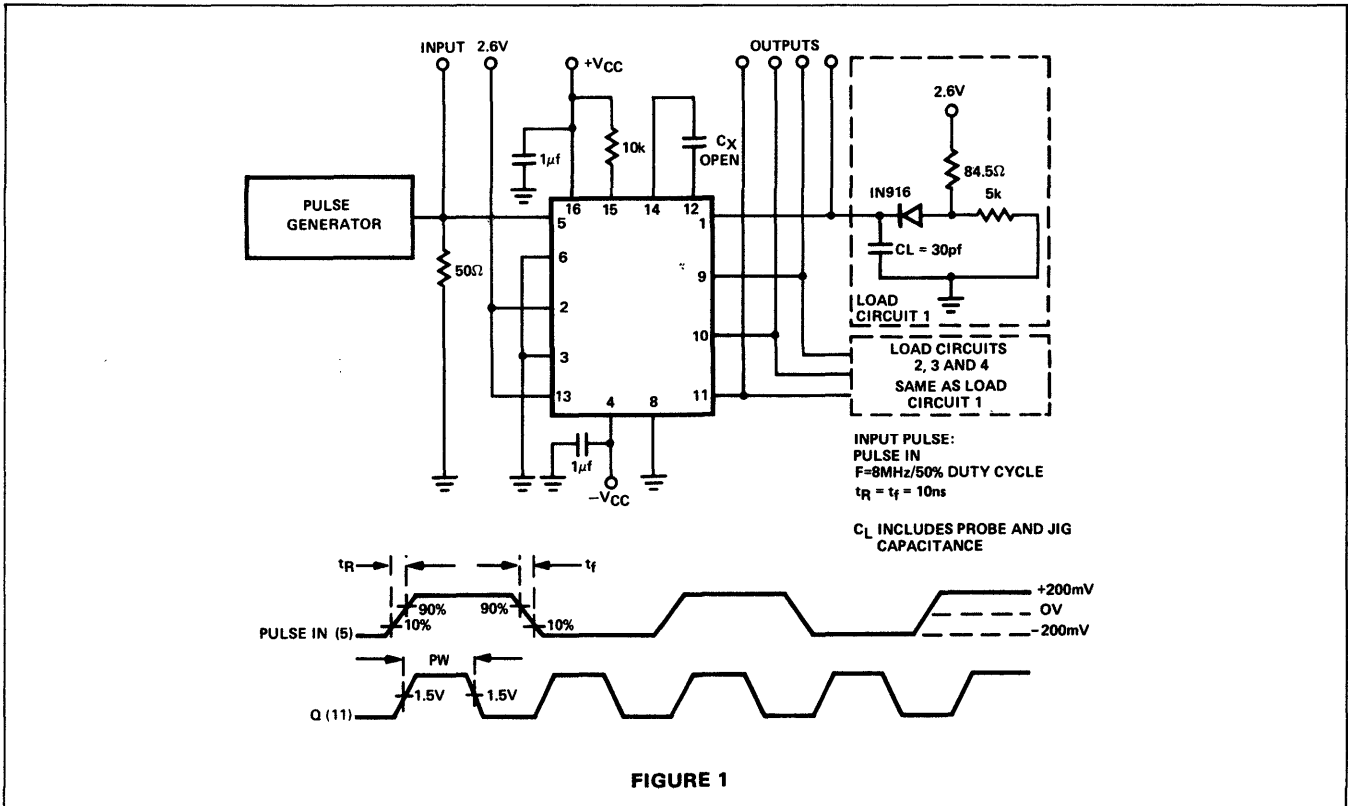 INPUT 2.6V
+VCC
OUTPUTS
2.6V
1µf
10k
CX
OPEN
84.5Ω
5k
IN916
PULSE
GENERATOR
16 15 14 12
5
6
2
3
13
1
9
10
11
4 8
50Ω
CL = 30pf
LOAD
CIRCUIT 1
LOAD CIRCUITS
2, 3 AND 4
SAME AS LOAD
CIRCUIT 1
1µf
–VCC
INPUT PULSE:
PULSE IN
F=8MHz/50% DUTY CYCLE
tR = tf = 10ns
CL INCLUDES PROBE AND JIG
CAPACITANCE
tR
tf
90%
90%
10%
10%
PULSE IN (5)
+200mV
OV
–200mV
PW
1.5V
1.5V
Q (11)
FIGURE 1